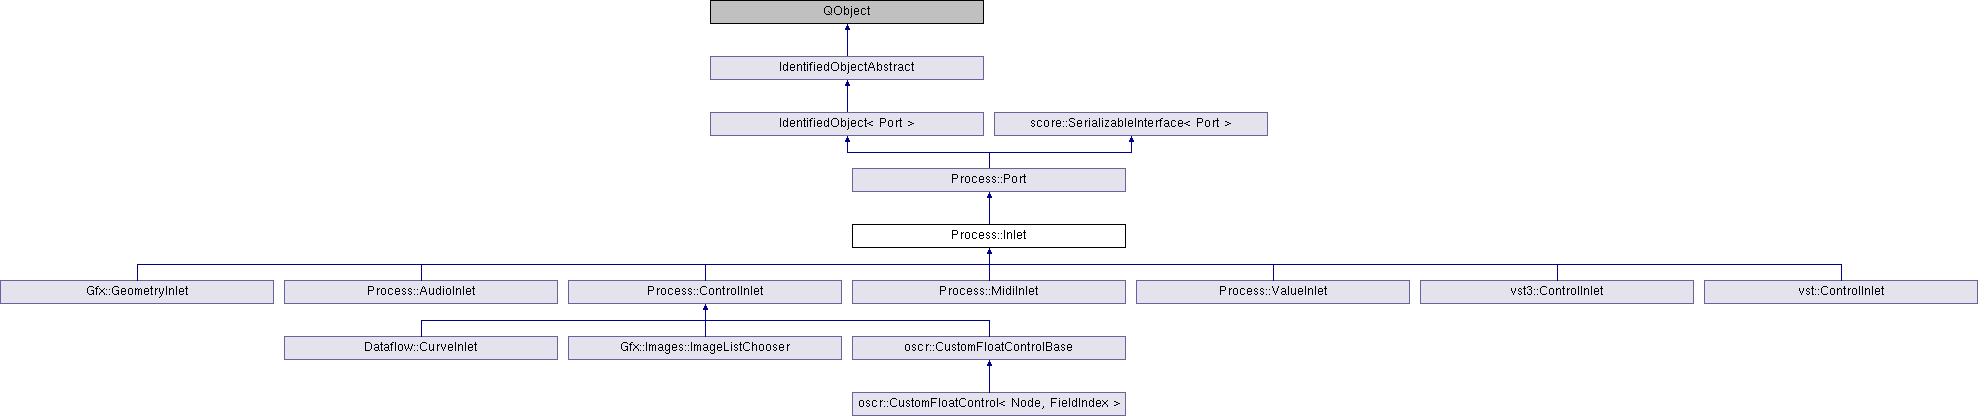 QObject
IdentifiedObjectAbstract
IdentifiedObject< Port >
score::SerializableInterface< Port >
Process::Port
Process::Inlet
Gfx::GeometryInlet
Process::AudioInlet
Process::ControlInlet
Process::MidiInlet
Process::ValueInlet
vst3::ControlInlet
vst::ControlInlet
Dataflow::CurveInlet
Gfx::Images::ImageListChooser
oscr::CustomFloatControlBase
oscr::CustomFloatControl< Node, FieldIndex >